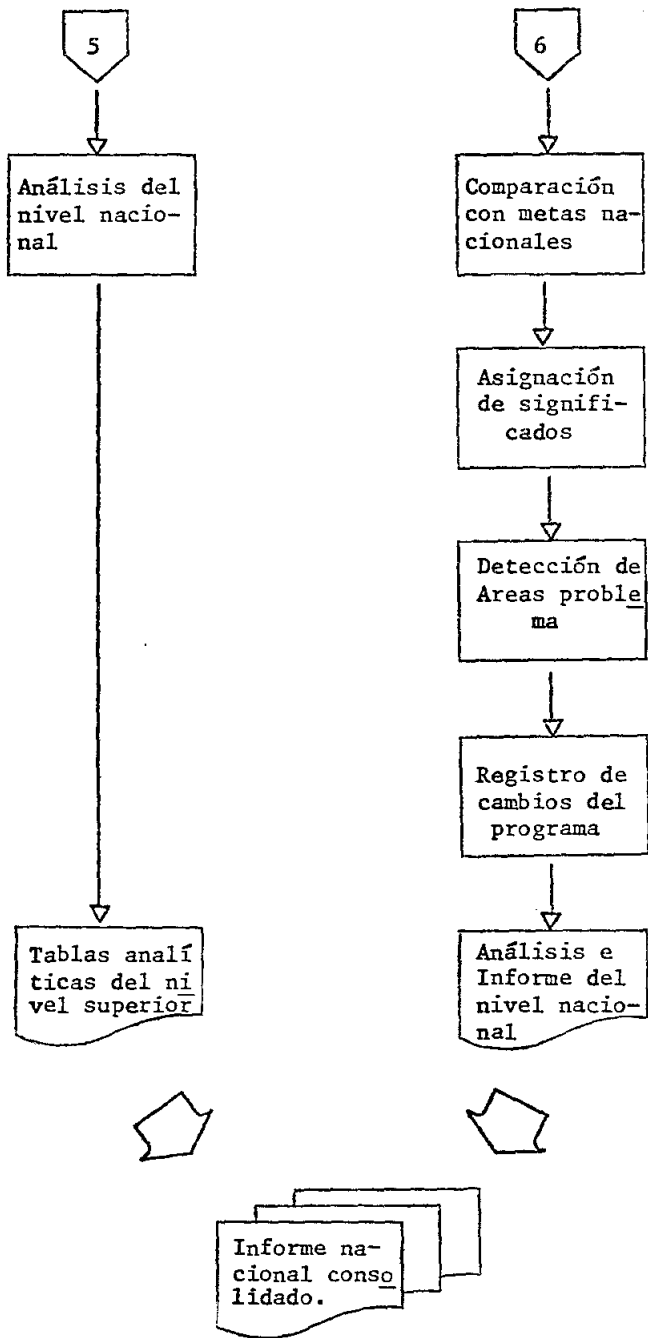 5
Análisis del
nivel nacio-
nal
Tablas analí
ticas del ni
vel superior
6
Comparación
con metas na-
cionales
Asignación
de signifi-
cados
Detección de
Areas proble
ma
Registro de
cambios del
programa
Análisis e
Informe del
nivel nacio-
nal
Informe na-
cional conso
lidado.